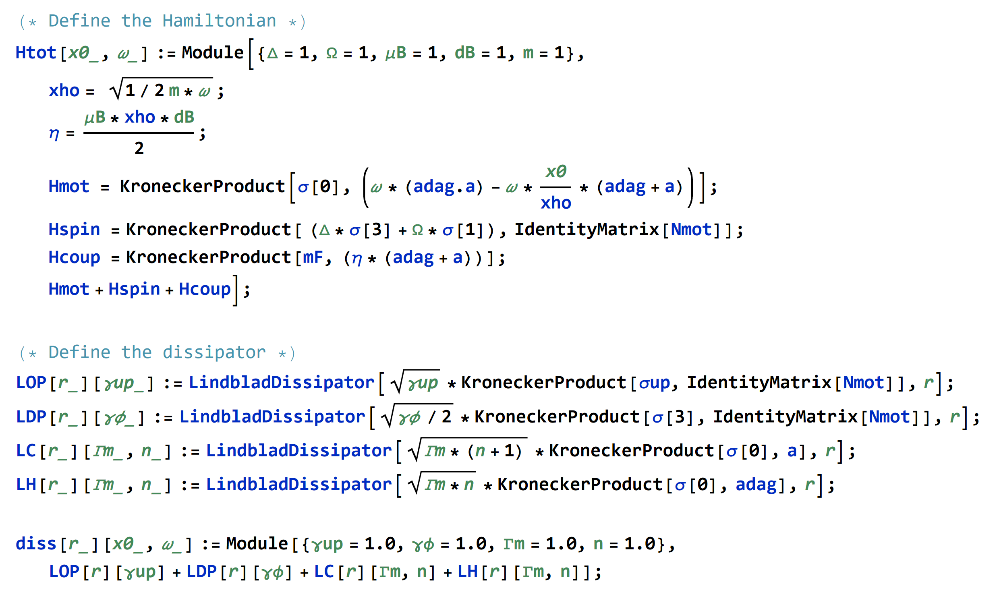 (* Define the Hamiltonian *)
Htot[x0_, ω_] := Module[{Δ = 1, Ω = 1, μB = 1, dB = 1, m = 1},
xho = √(1 / 2 m * ω);
η = (μB * xho * dB)/2;
Hmot = KroneckerProduct[σ[0], (ω * (adag.a) - ω * x0/xho * (adag + a))];
Hspin = KroneckerProduct[ (Δ * σ[3] + Ω * σ[1]), IdentityMatrix[Nmot]];
Hcoup = KroneckerProduct[mF, (η * (adag + a))];
Hmot + Hspin + Hcoup];
(* Define the dissipator *)
LOP[r_][γup_] := LindbladDissipator[√(γup) * KroneckerProduct[σup, IdentityMatrix[Nmot]], r];
LDP[r_][γϕ_] := LindbladDissipator[√(γϕ / 2) * KroneckerProduct[σ[3], IdentityMatrix[Nmot]], r];
LC[r_][Γm_, n_] := LindbladDissipator[√(Γm * (n + 1)) * KroneckerProduct[σ[0], a], r];
LH[r_][Γm_, n_] := LindbladDissipator[√(Γm * n) * KroneckerProduct[σ[0], adag], r];
diss[r_][x0_, ω_] := Module[{γup = 1.0, γϕ = 1.0, Γm = 1.0, n = 1.0},
LOP[r][γup] + LDP[r][γϕ] + LC[r][Γm, n] + LH[r][Γm, n]];